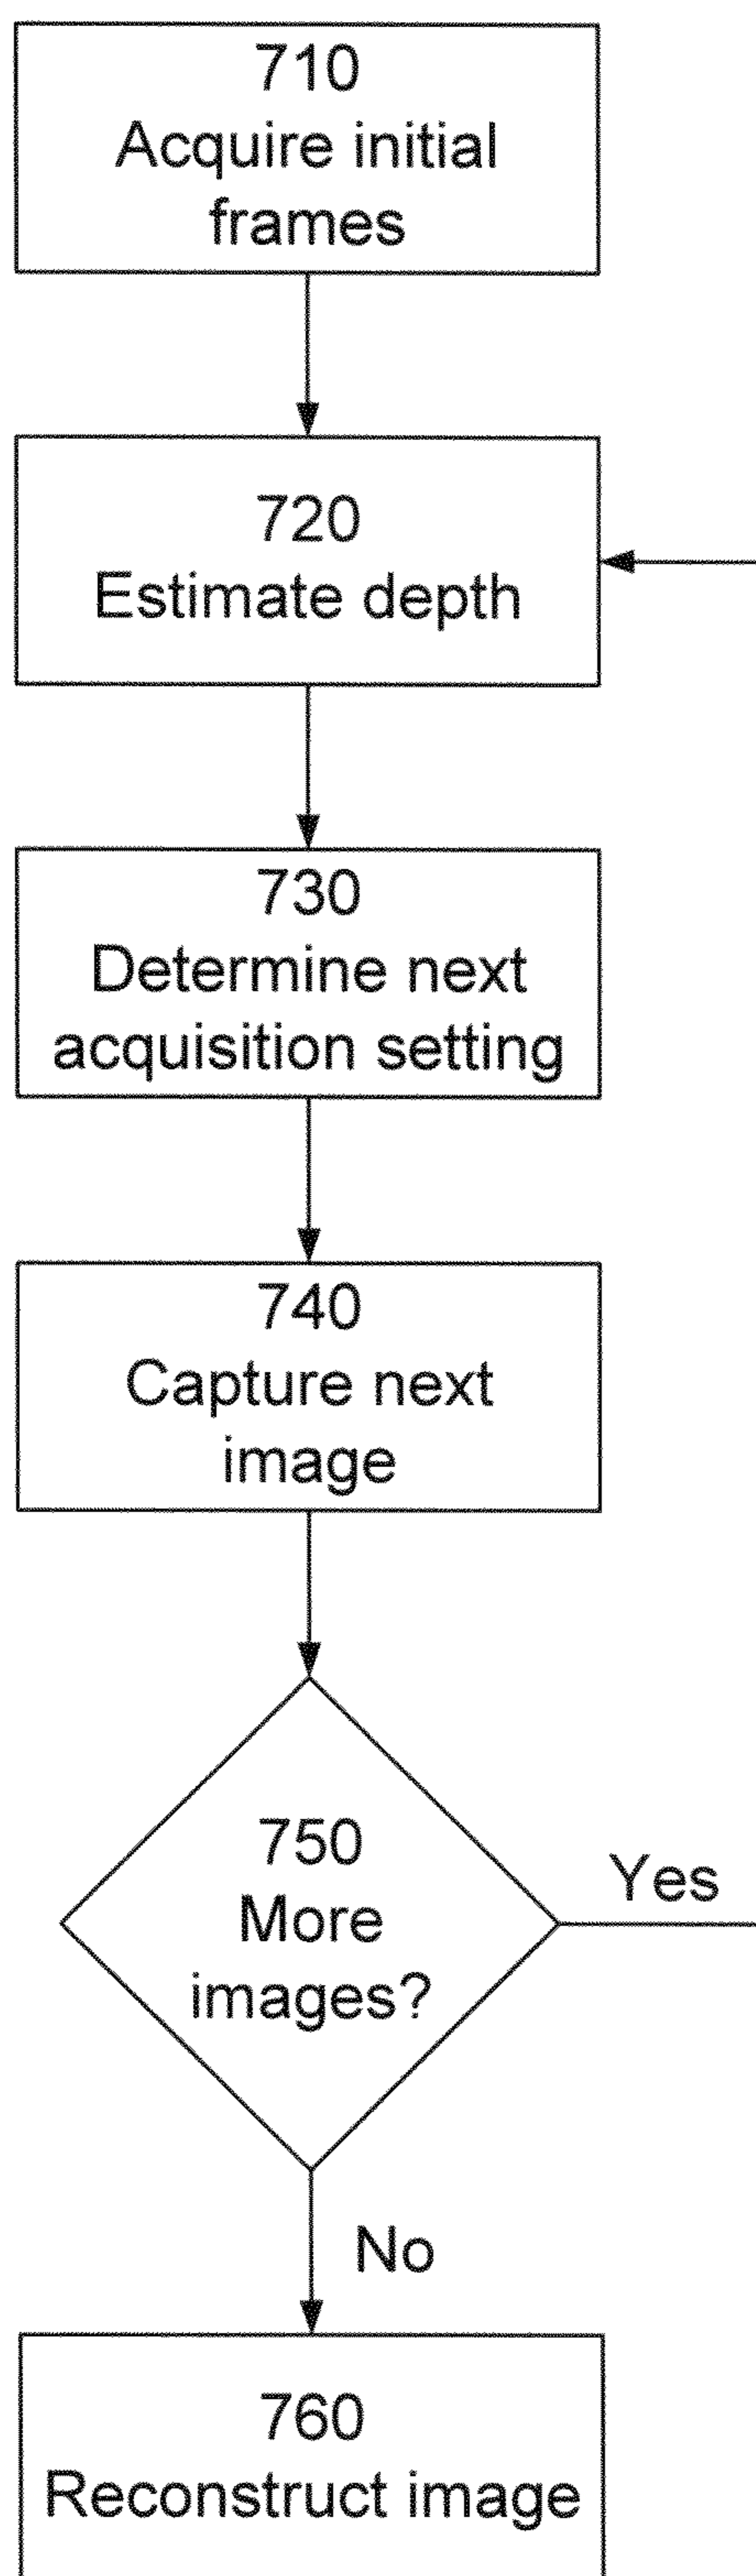 710
Acquire initial
frames
720
Estimate depth
730
Determine next
acquisition setting
740
Capture next
image
750
More
images?
Yes
No
760
Reconstruct image